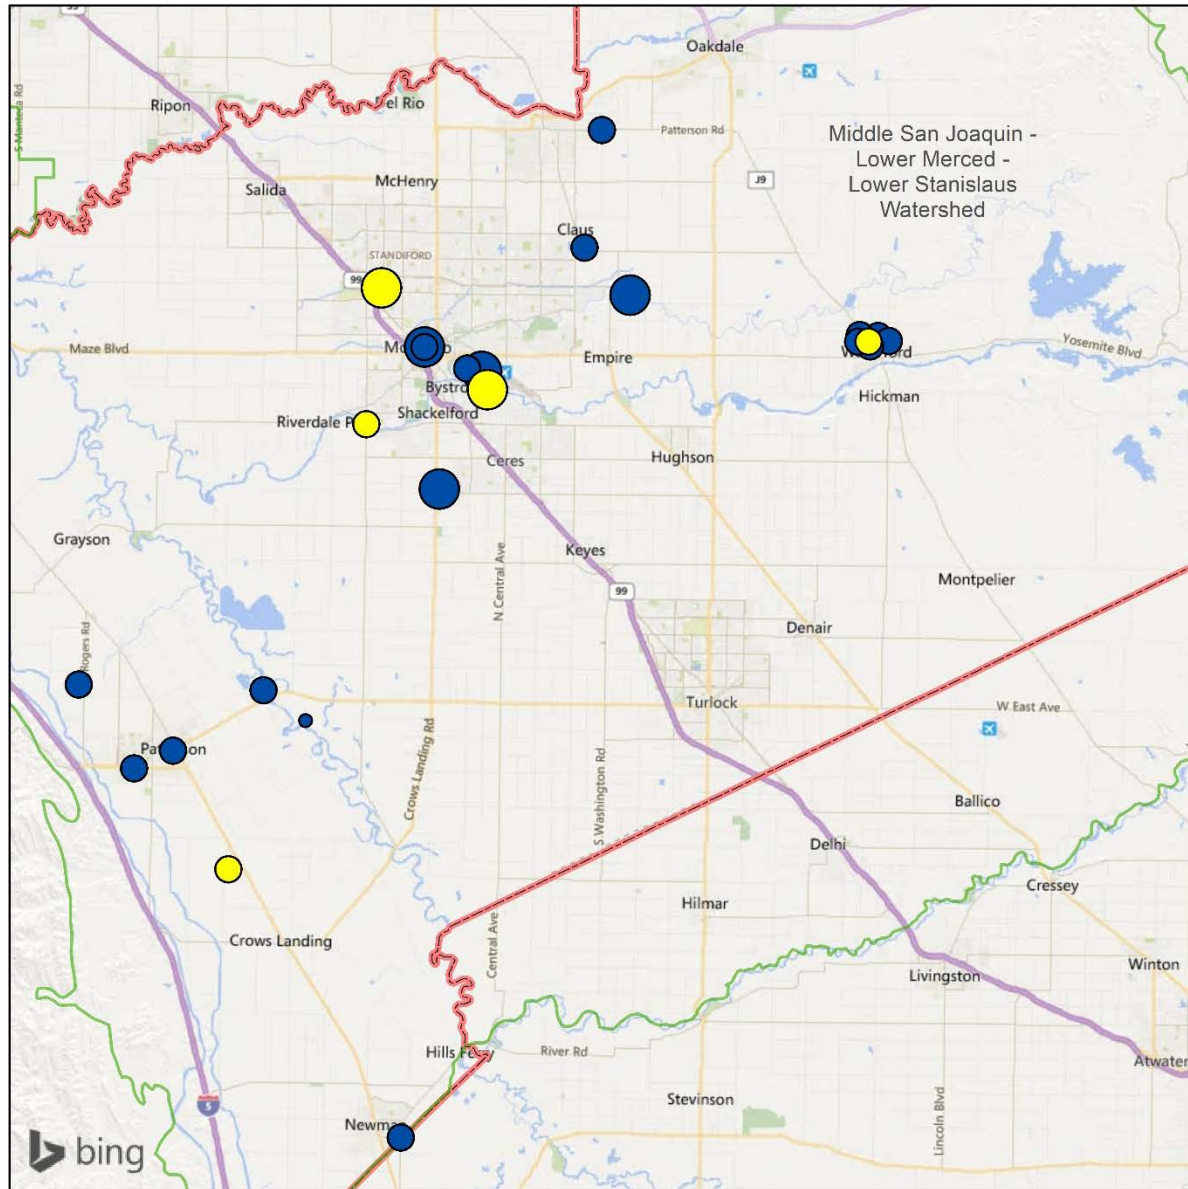 99
Oakdale
S Manteca Rd
Ripon
Del Rio
Patterson Rd
Middle San Joaquin -
Lower Merced -
Lower Stanislaus
Watershed
J9
McHenry
Salida
Claus
STANDIFORD
99
Maze Blvd
Empire
Yosemite Blvd
Hickman
Shackelford
Ceres
Hughson
Grayson
N Central Ave
Keyes
99
Montpelier
Denair
Rogers Rd
Turlock
W East Ave
Crows Landing Rd
S Washington Rd
Ballico
Delhi
Cressey
Hilmar
Crows Landing
Central Ave
Livingston
Winton
River Rd
Atwater
Stevinson
Lincoln Blvd
5
bing